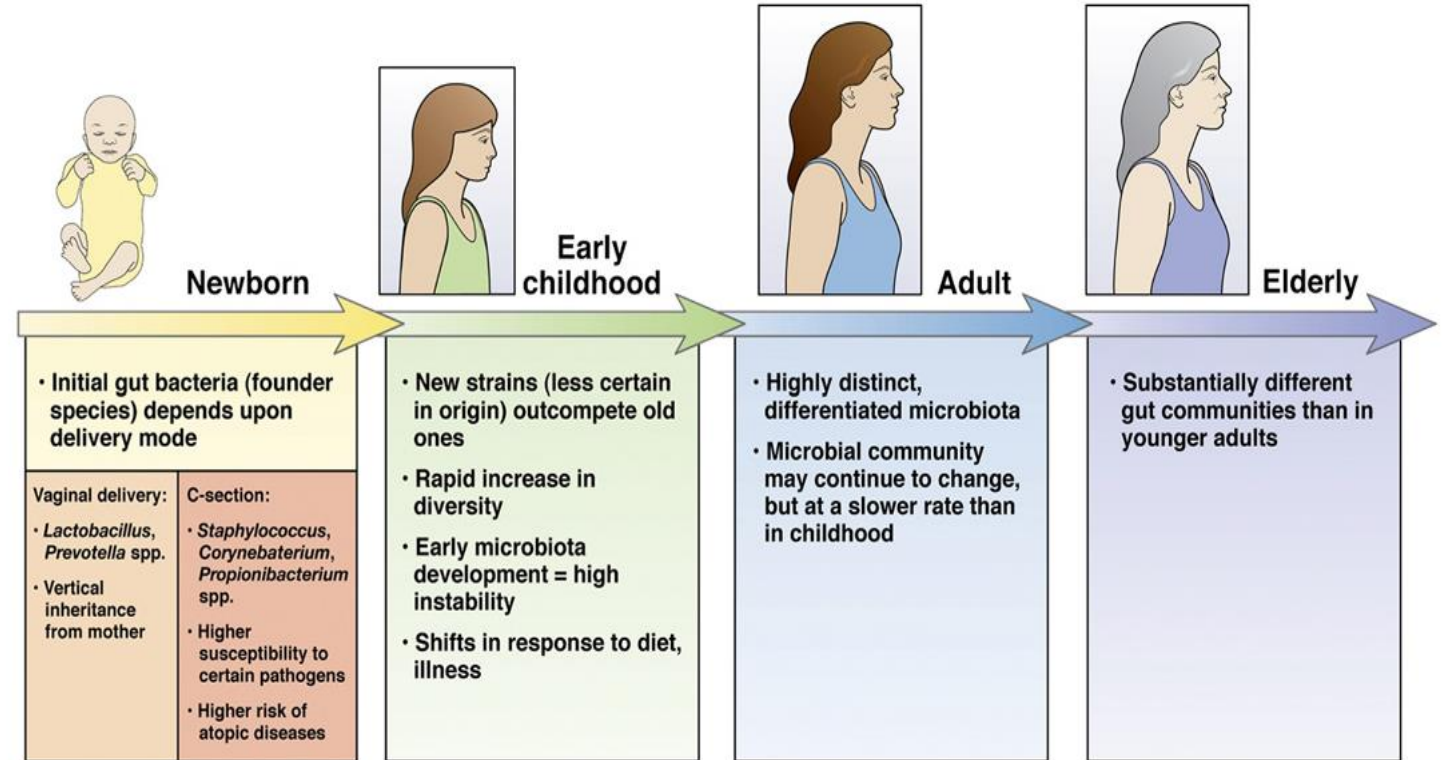 Newborn
Early
childhood
Adult
Elderly
• Initial gut bacteria (founder
species) depends upon
delivery mode
Vaginal delivery:
• Lactobacillus,
Prevotella spp.
• Vertical
inheritance
from mother
C-section:
• Staphylococcus,
Corynebaterium,
Propionibacterium
spp.
• Higher
susceptibility to
certain pathogens
• Higher risk of
atopic diseases
• New strains (less certain
in origin) outcompete old
ones
• Rapid increase in
diversity
• Early microbiota
development = high
instability
• Shifts in response to diet,
illness
• Highly distinct,
differentiated microbiota
• Microbial community
may continue to change,
but at a slower rate than
in childhood
• Substantially different
gut communities than in
younger adults